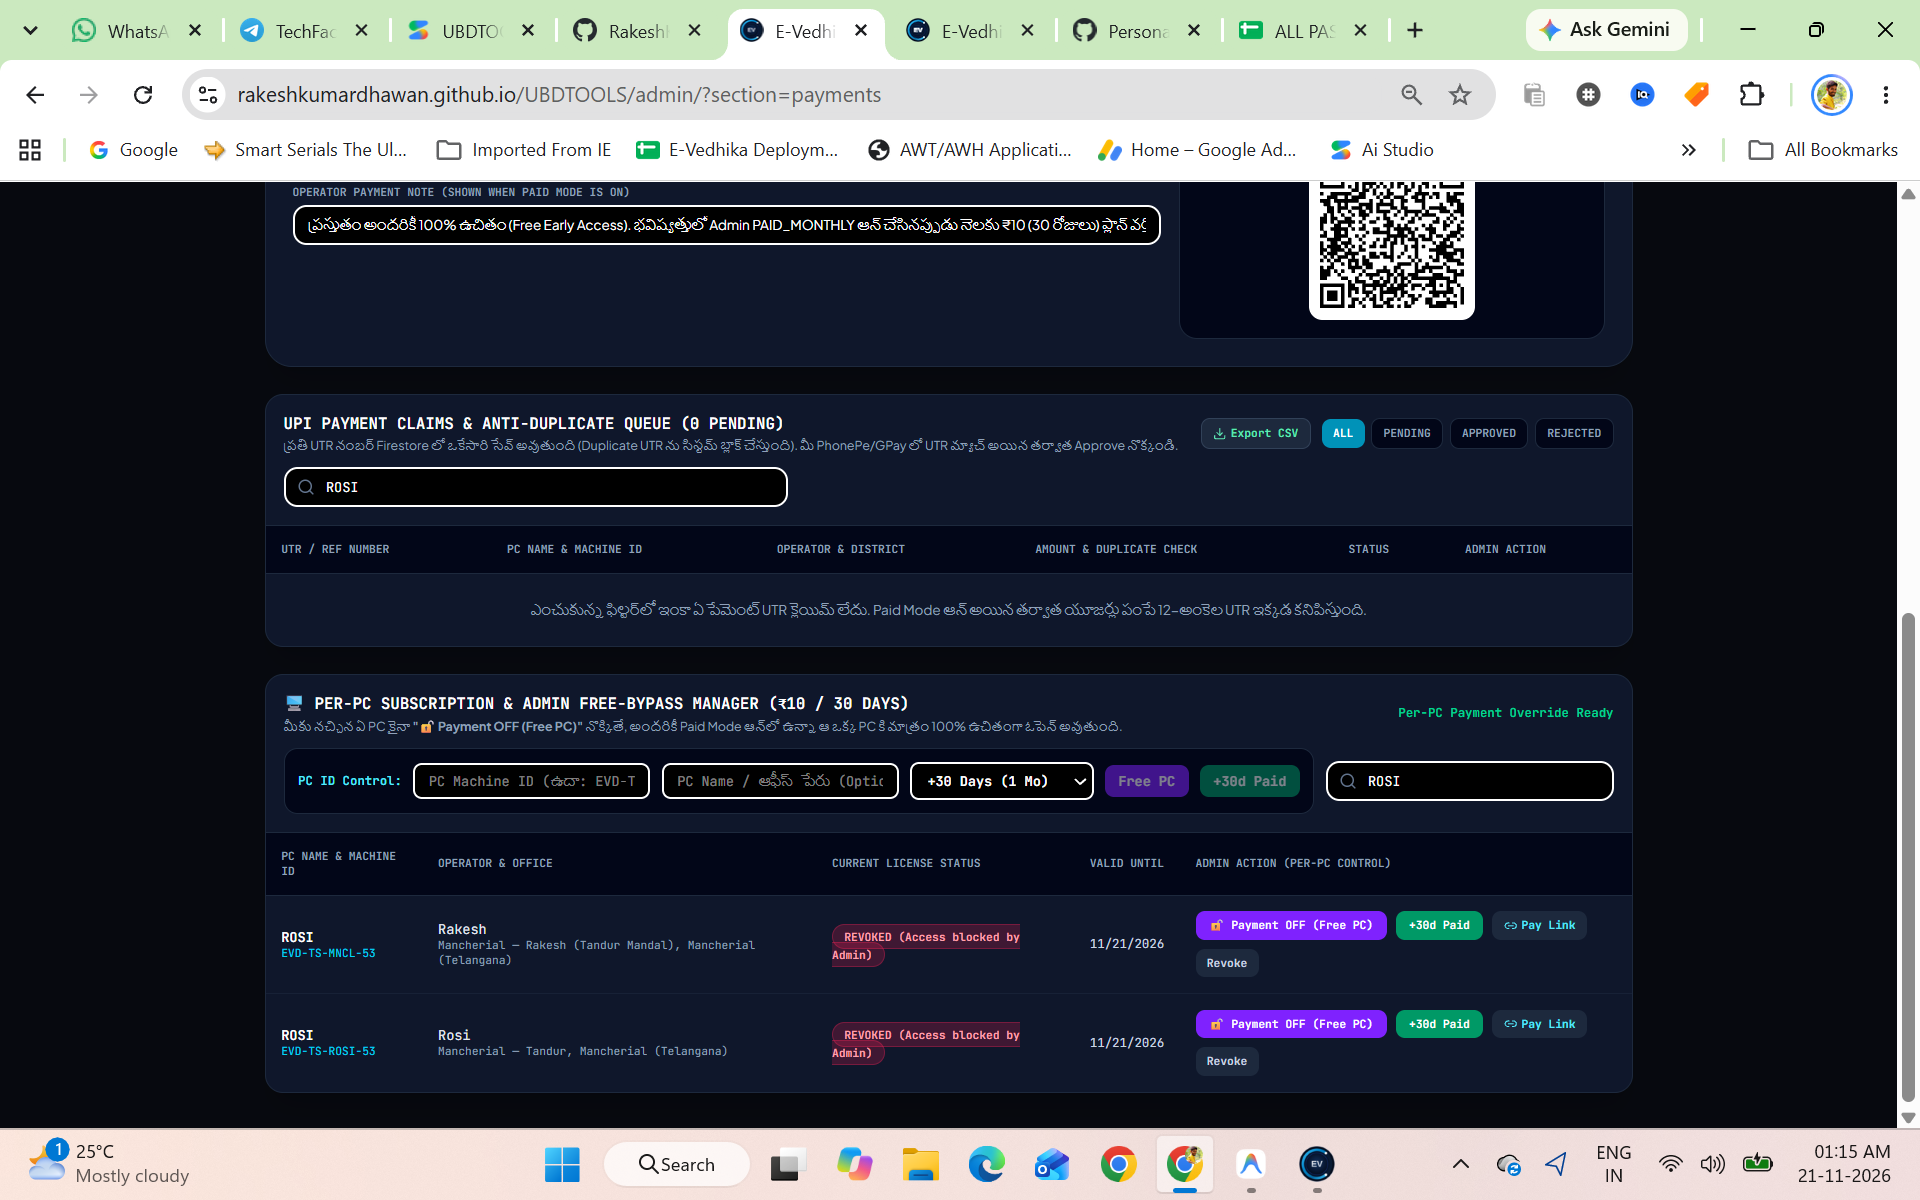 WhatsA
TechFac
UBDTOO
RakeshK
E-Vedhi
E-Vedhi
Persona
ALL PAS
Ask Gemini
rakeshkumardhawan.github.io/UBDTOOLS/admin/?section=payments
Google
Smart Serials The Ul...
Imported From IE
E-Vedhika Deploym...
AWT/AWH Applicati...
Home – Google Ad...
Ai Studio
All Bookmarks
OPERATOR PAYMENT NOTE (SHOWN WHEN PAID MODE IS ON)
ప్రస్తుతం అందరికీ 100% ఉచితం (Free Early Access). భవిష్యత్తులో Admin PAID_MONTHLY ఆన్ చేసినప్పుడు నెలకు ₹10 (30 రోజులు) ప్లాన్
UPI PAYMENT CLAIMS & ANTI-DUPLICATE QUEUE (0 PENDING)
ప్రతి UTR నంబర్ Firestore లో ఒకేసారి సేవ్ అవుతుంది (Duplicate UTR ను సిస్టమ్ బ్లాక్ చేస్తుంది). మీ PhonePe/GPay లో UTR మ్యాచ్ అయిన తర్వాత Approve నొక్కండి.
Export CSV
ALL
PENDING
APPROVED
REJECTED
ROSI
UTR / REF NUMBER
PC NAME & MACHINE ID
OPERATOR & DISTRICT
AMOUNT & DUPLICATE CHECK
STATUS
ADMIN ACTION
ఎంచుకున్న ఫిల్టర్‌లో ఇంకా ఏ పేమెంట్ UTR క్లెయిమ్ లేదు. Paid Mode ఆన్ అయిన తర్వాత యూజర్లు పంపే 12-అంకెల UTR ఇక్కడ కనిపిస్తుంది.
PER-PC SUBSCRIPTION & ADMIN FREE-BYPASS MANAGER (₹10 / 30 DAYS)
మీకు నచ్చిన ఏ PC కైనా "🔓 Payment OFF (Free PC)" నొక్కితే, అందరికీ Paid Mode ఆన్‌లో ఉన్నా ఆ ఒక్క PC కి మాత్రం 100% ఉచితంగా ఓపెన్ అవుతుంది.
Per-PC Payment Override Ready
PC ID Control:
PC Machine ID (ఉదా: EVD-T
PC Name / ఆఫీస్ పేరు (Optic
+30 Days (1 Mo)
Free PC
+30d Paid
ROSI
PC NAME & MACHINE ID
OPERATOR & OFFICE
CURRENT LICENSE STATUS
VALID UNTIL
ADMIN ACTION (PER-PC CONTROL)
ROSI
EVD-TS-MNCL-53
Rakesh
Mancherial — Rakesh (Tandur Mandal), Mancherial
(Telangana)
REVOKED (Access blocked by
Admin)
11/21/2026
🔓 Payment OFF (Free PC)
+30d Paid
Pay Link
Revoke
ROSI
EVD-TS-ROSI-53
Rosi
Mancherial — Tandur, Mancherial (Telangana)
REVOKED (Access blocked by
Admin)
11/21/2026
🔓 Payment OFF (Free PC)
+30d Paid
Pay Link
Revoke
1
25°C
Mostly cloudy
Search
EV
ENG
IN
01:15 AM
21-11-2026